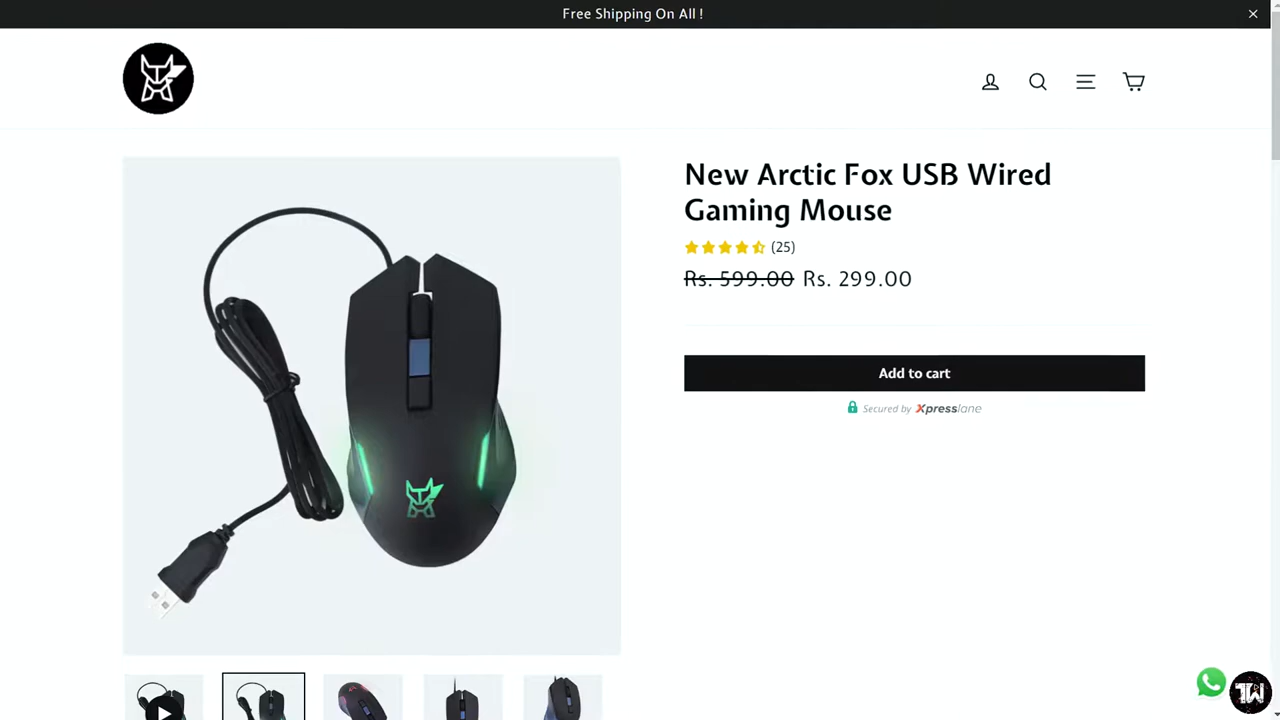 Free Shipping On All !
New Arctic Fox USB Wired
Gaming Mouse
(25)
Rs. 599.00 Rs. 299.00
Add to cart
Secured by Xpresslane
TW